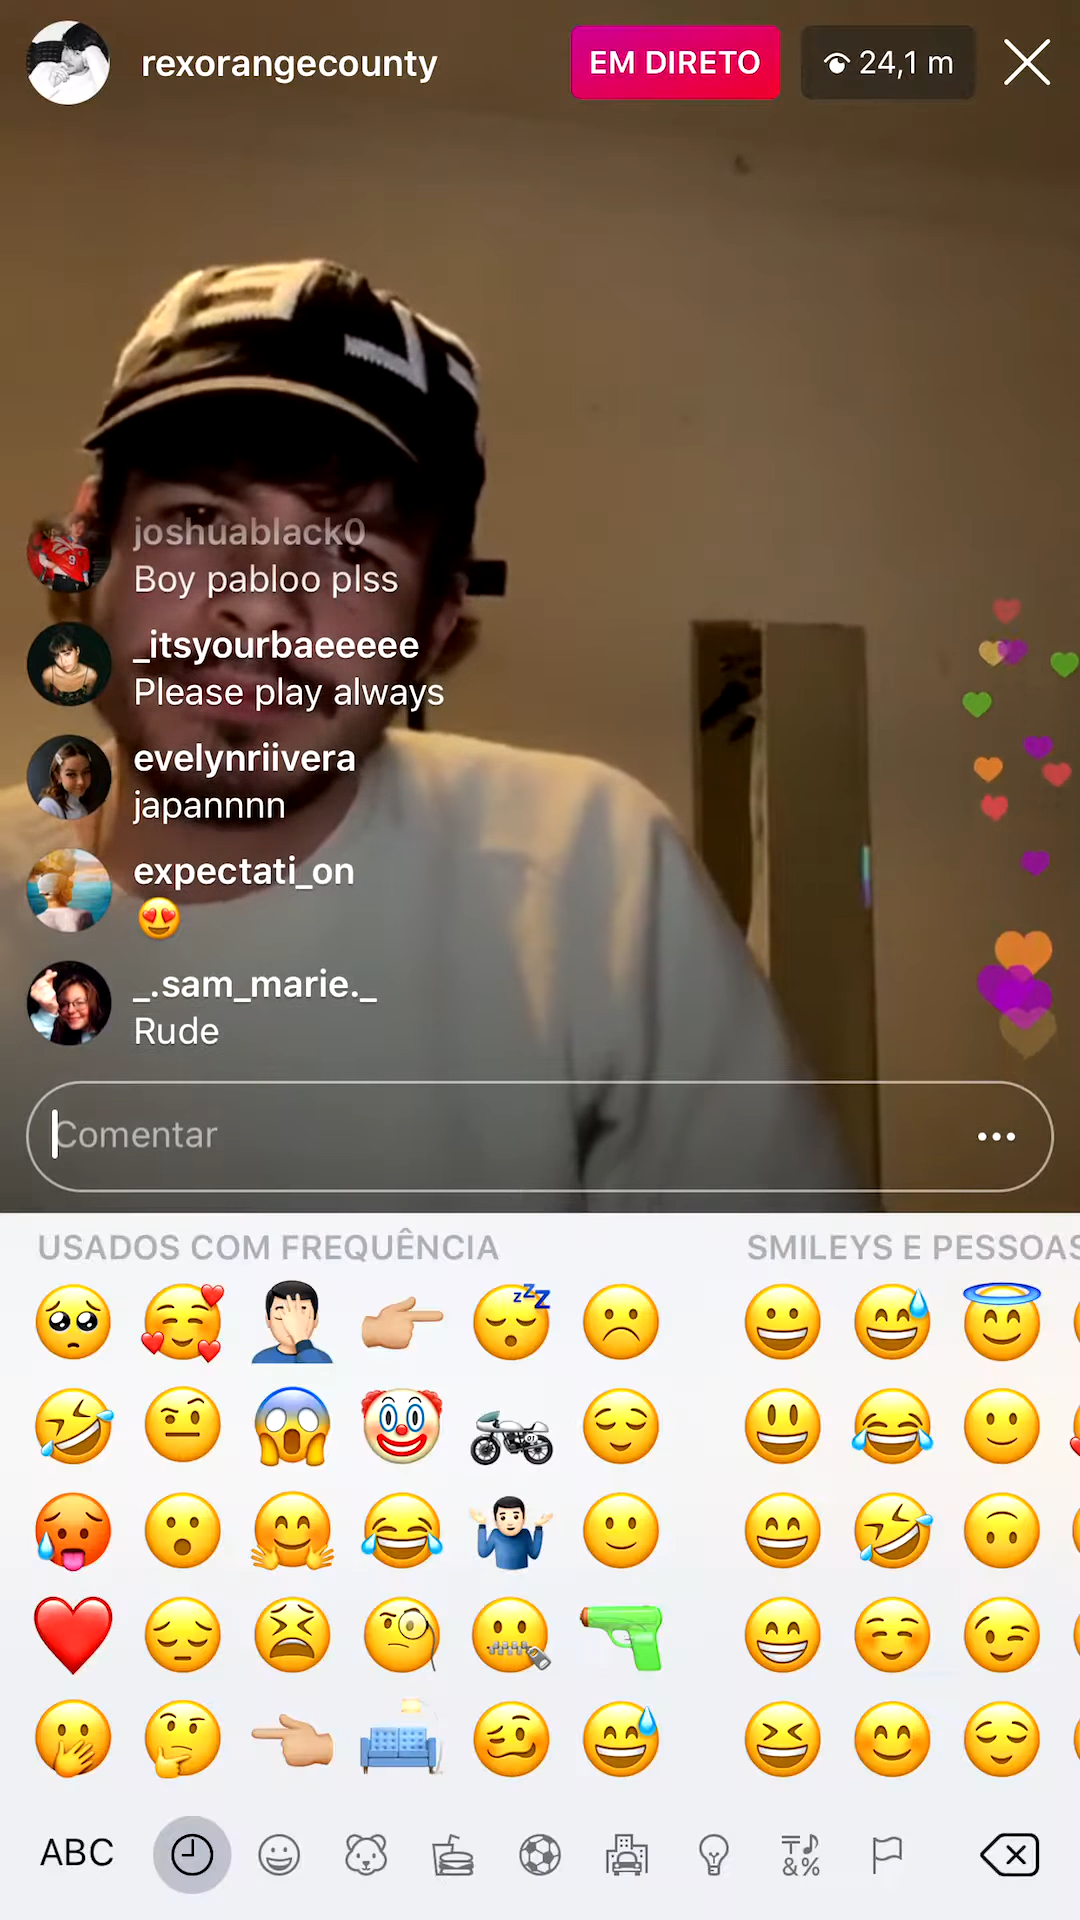 rexorangecounty
EM DIRETO
24,1 m
joshuablack0
Boy pabloo plss
_itsyourbaeeeee
Please play always
evelynriivera
japannnn
expectati_on
😍
_.sam_marie._
Rude
Comentar
USADOS COM FREQUÊNCIA
SMILEYS E PESSOAS
ABC